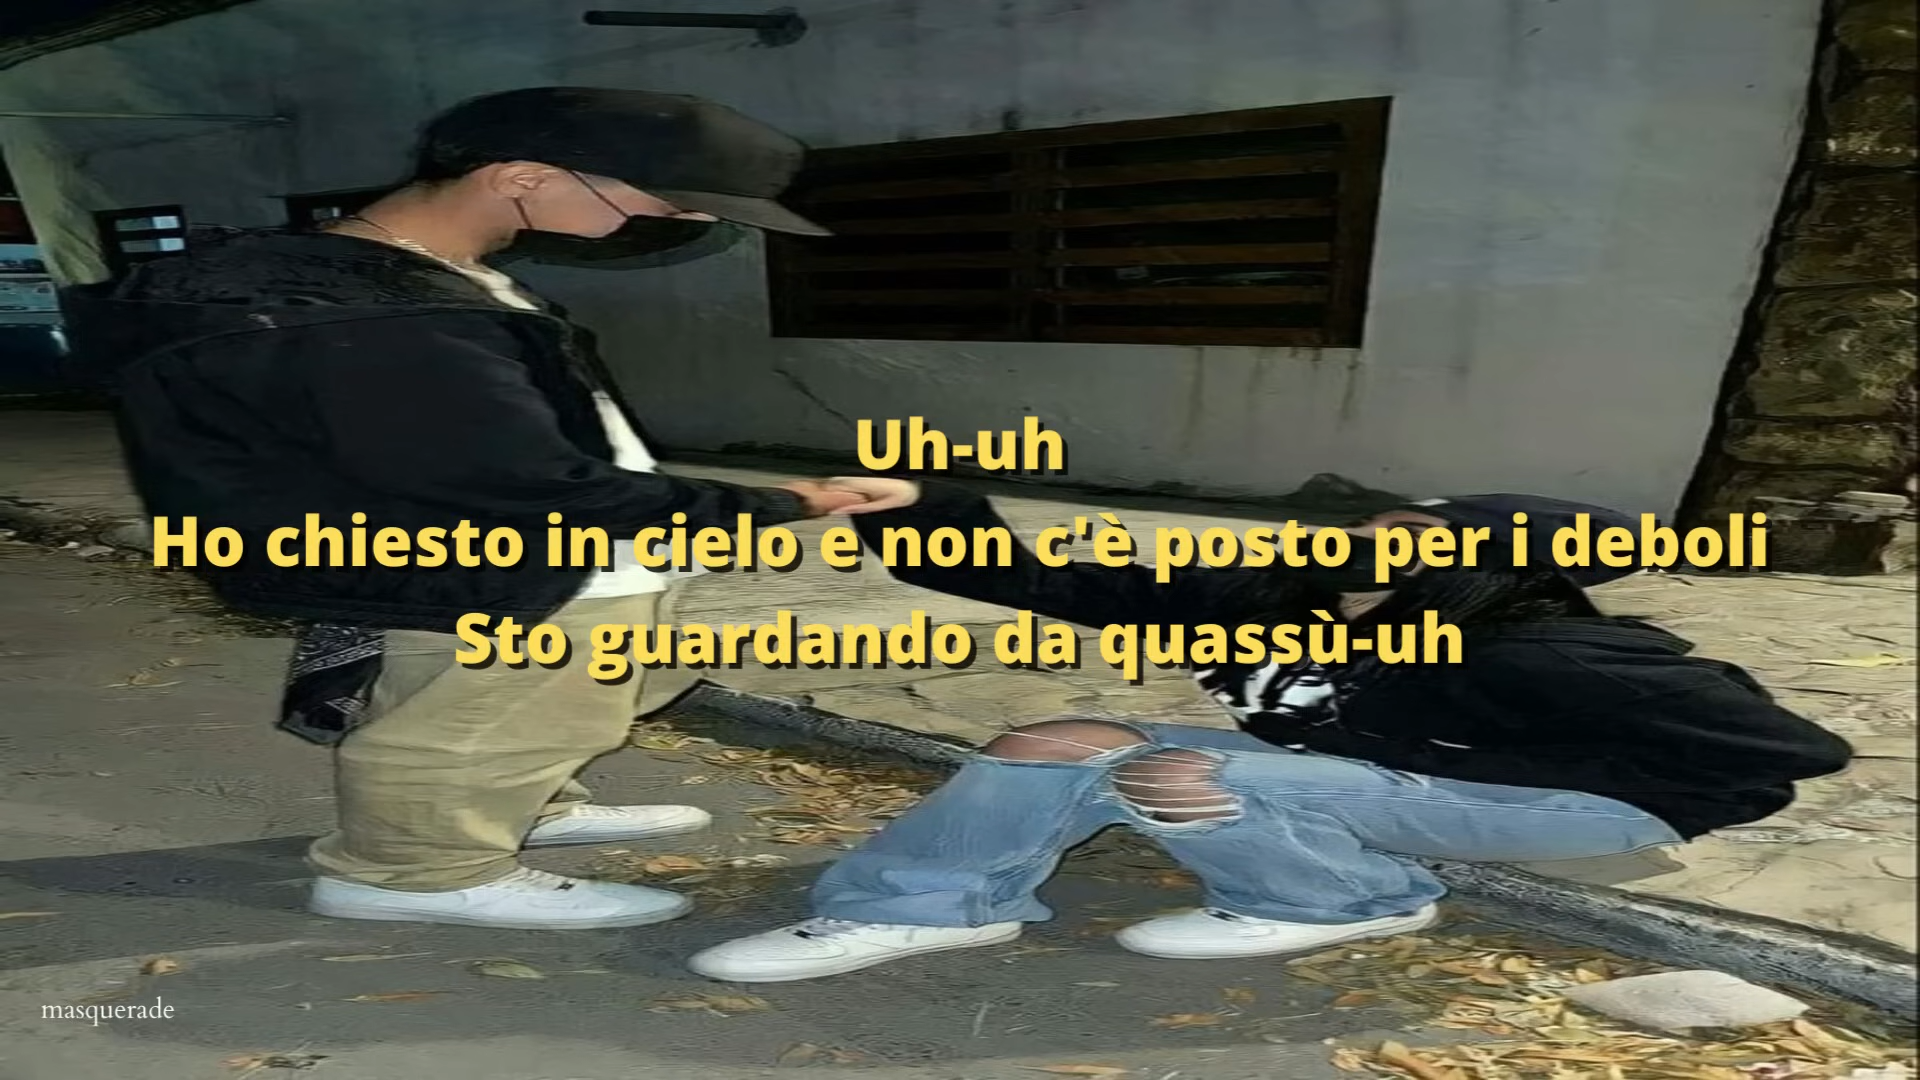 Uh-uh
Ho chiesto in cielo e non c'è posto per i deboli
Sto guardando da quassù-uh
masquerade